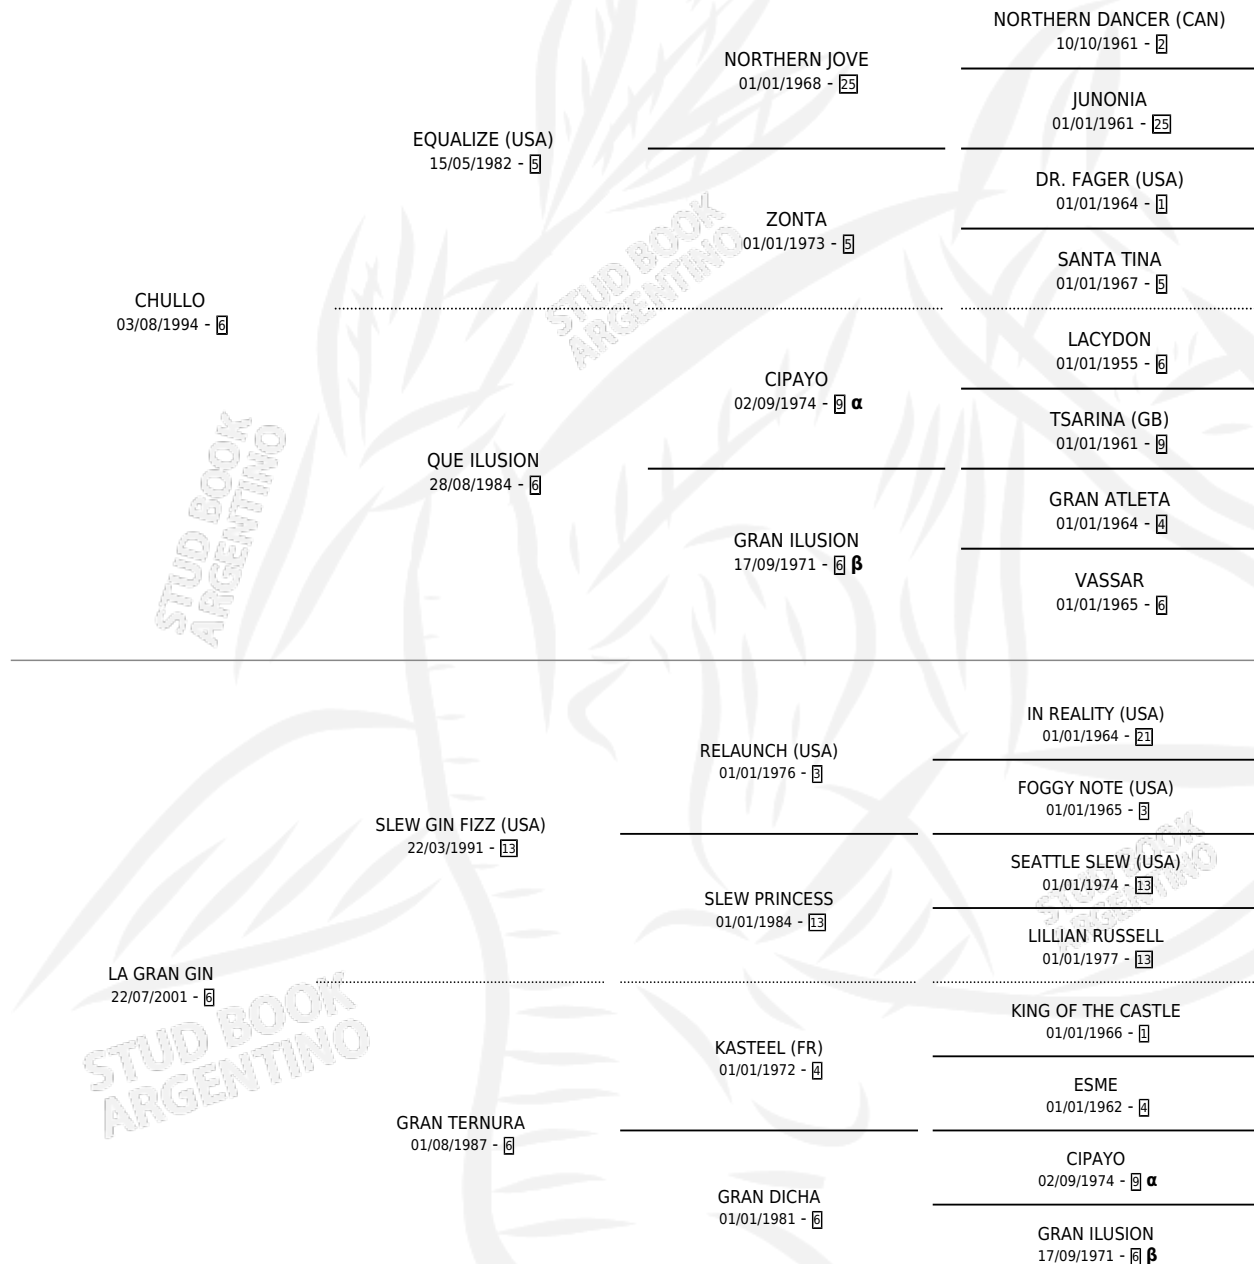 NORTHERN DANCER (CAN)
10/10/1961 - 2
NORTHERN JOVE
01/01/1968 - 25
JUNONIA
01/01/1961 - 25
EQUALIZE (USA)
15/05/1982 - 5
DR. FAGER (USA)
01/01/1964 - 1
ZONTA
01/01/1973 - 5
SANTA TINA
01/01/1967 - 5
CHULLO
03/08/1994 - 6
LACYDON
01/01/1955 - 6
CIPAYO
02/09/1974 - 9 α
TSARINA (GB)
01/01/1961 - 9
QUE ILUSION
28/08/1984 - 6
GRAN ATLETA
01/01/1964 - 4
GRAN ILUSION
17/09/1971 - 6 β
VASSAR
01/01/1965 - 6
STUD BOOK
ARGENTINO
STUD BOOK
ARGENTINO
IN REALITY (USA)
01/01/1964 - 21
RELAUNCH (USA)
01/01/1976 - 3
FOGGY NOTE (USA)
01/01/1965 - 3
SLEW GIN FIZZ (USA)
22/03/1991 - 13
SEATTLE SLEW (USA)
01/01/1974 - 13
SLEW PRINCESS
01/01/1984 - 13
LILLIAN RUSSELL
01/01/1977 - 13
LA GRAN GIN
22/07/2001 - 6
KING OF THE CASTLE
01/01/1966 - 1
KASTEEL (FR)
01/01/1972 - 4
ESME
01/01/1962 - 4
GRAN TERNURA
01/08/1987 - 6
CIPAYO
02/09/1974 - 9 α
GRAN DICHA
01/01/1981 - 6
GRAN ILUSION
17/09/1971 - 6 β
STUD BOOK
ARGENTINO
STUD BOOK
ARGENTINO